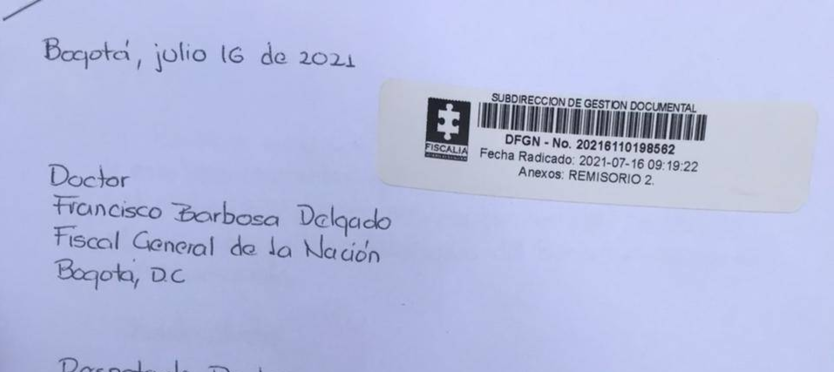 Bogotá, julio 16 de 2021
SUBDIRECCION DE GESTION DOCUMENTAL
FISCALIA
DFGN - No. 20216110198562
Fecha Radicado: 2021-07-16 09:19:22
Anexos: REMISORIO 2.
Doctor
Francisco Barbosa Delgado
Fiscal General de la Nación
Bogotá, D.C